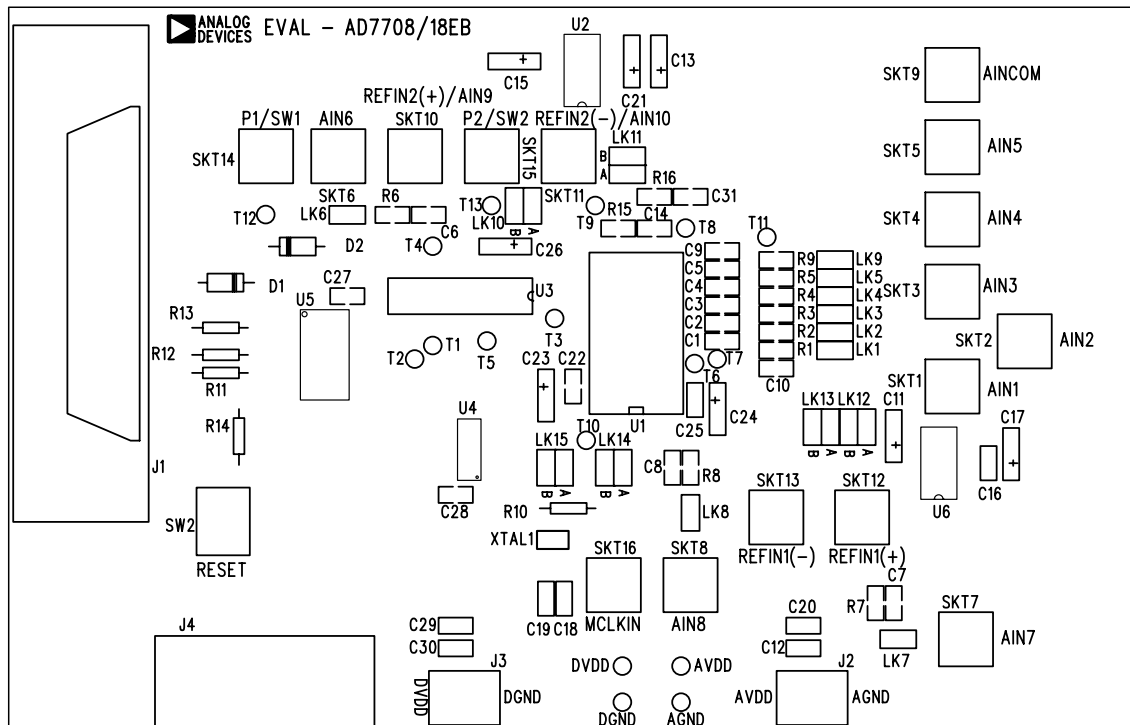 ANALOG
DEVICES
EVAL - AD7708/18EB
U2
C15
C21
C13
SKT9
AINCOM
REFIN2(+)/AIN9
P1/SW1
AIN6
SKT10
P2/SW2
REFIN2(-)/AIN10
LK11
B
A
SKT14
SKT15
SKT5
AIN5
SKT6
SKT11
R16
C31
T12
LK6
R6
C6
T13
LK10
B
A
T9
R15
C14
T8
T11
SKT4
AIN4
D2
T4
C26
C9
C5
C4
C3
C2
C1
R9
R5
R4
R3
R2
R1
LK9
LK5
LK4
LK3
LK2
LK1
D1
C27
U5
U3
SKT3
AIN3
R13
R12
R11
T3
T2
T1
T5
T7
T6
SKT2
AIN2
C23
C22
C10
SKT1
AIN1
R14
U4
U1
T10
C25
C24
LK13
LK12
B
A
B
A
C11
C17
J1
LK15
LK14
B
A
B
A
C8
R8
SKT13
SKT12
C16
U6
SW2
C28
R10
LK8
XTAL1
RESET
SKT16
SKT8
REFIN1(-)
REFIN1(+)
C19
C18
MCLKIN
AIN8
R7
C7
SKT7
AIN7
J4
C29
C30
C20
C12
LK7
J3
DVDD
DGND
DVDD
AVDD
DGND
AGND
J2
AVDD
AGND